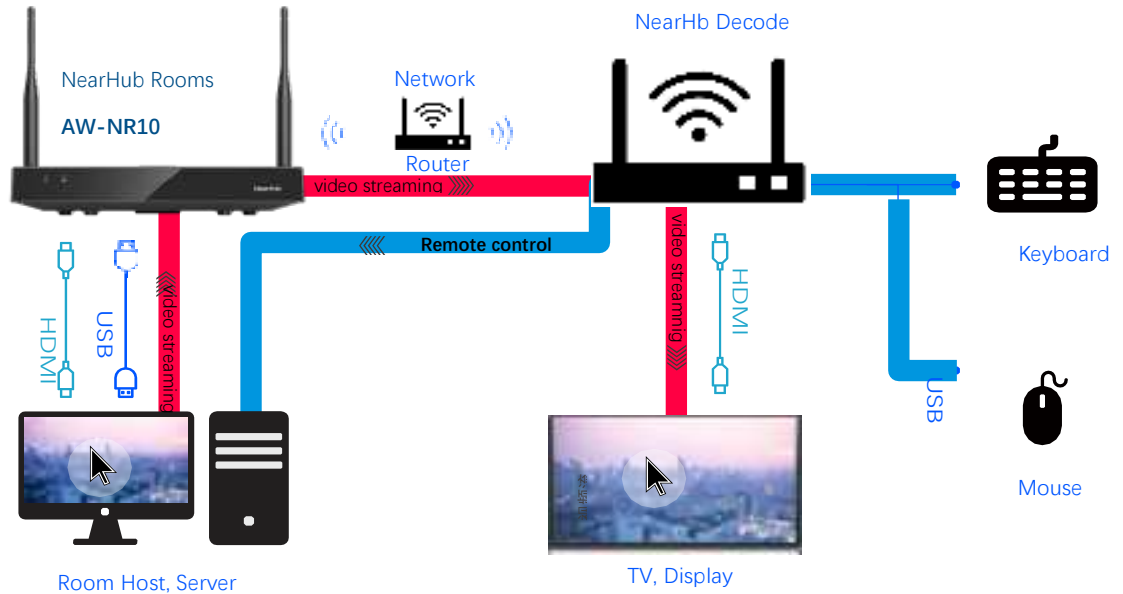 NearHb Decode
NearHub Rooms
AW-NR10
Network
Router
video streaming
Remote control
video streaming
HDMI
USB
video streamnig
HDMI
Keyboard
USB
Mouse
Room Host, Server
TV, Display